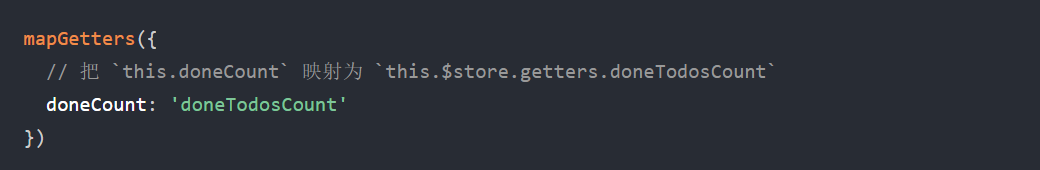 mapGetters({
  // 把 `this.doneCount` 映射为 `this.$store.getters.doneTodosCount`
  doneCount: 'doneTodosCount'
})